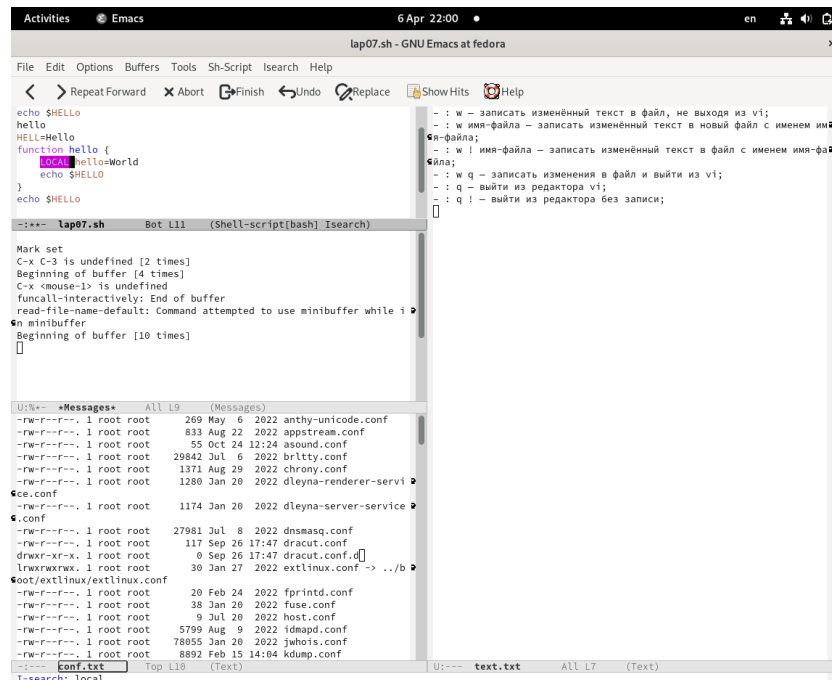 Activities Emacs 6 Apr 22:00 en
lap07.sh - GNU Emacs at fedora
File Edit Options Buffers Tools Sh-Script Isearch Help
Repeat Forward Abort Finish Undo Replace Show Hits Help
echo $HELLo
hello
HELL=Hello
function hello {
LOCAL hello=World
echo $HELLO
}
echo $HELLo
-:**- lap07.sh Bot L11 (Shell-script[bash] Isearch)
Mark set
C-x C-3 is undefined [2 times]
Beginning of buffer [4 times]
C-x <mouse-1> is undefined
funcall-interactively: End of buffer
read-file-name-default: Command attempted to use minibuffer while i
n minibuffer
Beginning of buffer [10 times]
U:%*- *Messages* All L9 (Messages)
-rw-r--r--. 1 root root 269 May 6 2022 anthy-unicode.conf
-rw-r--r--. 1 root root 833 Aug 22 2022 appstream.conf
-rw-r--r--. 1 root root 55 Oct 24 12:24 asound.conf
-rw-r--r--. 1 root root 29842 Jul 6 2022 brltty.conf
-rw-r--r--. 1 root root 1371 Aug 29 2022 chrony.conf
-rw-r--r--. 1 root root 1280 Jan 20 2022 dleyna-renderer-servi
ce.conf
-rw-r--r--. 1 root root 1174 Jan 20 2022 dleyna-server-service
.conf
-rw-r--r--. 1 root root 27981 Jul 8 2022 dnsmasq.conf
-rw-r--r--. 1 root root 117 Sep 26 17:47 dracut.conf
drwxr-xr-x. 1 root root 0 Sep 26 17:47 dracut.conf.d
lrwxrwxrwx. 1 root root 30 Jan 27 2022 extlinux.conf -> ../b
oot/extlinux/extlinux.conf
-rw-r--r--. 1 root root 20 Feb 24 2022 fprintd.conf
-rw-r--r--. 1 root root 38 Jan 20 2022 fuse.conf
-rw-r--r--. 1 root root 9 Jul 20 2022 host.conf
-rw-r--r--. 1 root root 5799 Aug 9 2022 idmapd.conf
-rw-r--r--. 1 root root 78055 Jan 20 2022 jwhois.conf
-rw-r--r--. 1 root root 8892 Feb 15 14:04 kdump.conf
-:--- conf.txt Top L10 (Text)
I-search: local
– : w – записать изменённый текст в файл, не выходя из vi;
– : w имя-файла – записать изменённый текст в новый файл с именем им
я-файла;
– : w ! имя-файла – записать изменённый текст в файл с именем имя-фа
йла;
– : w q – записать изменения в файл и выйти из vi;
– : q – выйти из редактора vi;
– : q ! – выйти из редактора без записи;
U:--- text.txt All L7 (Text)